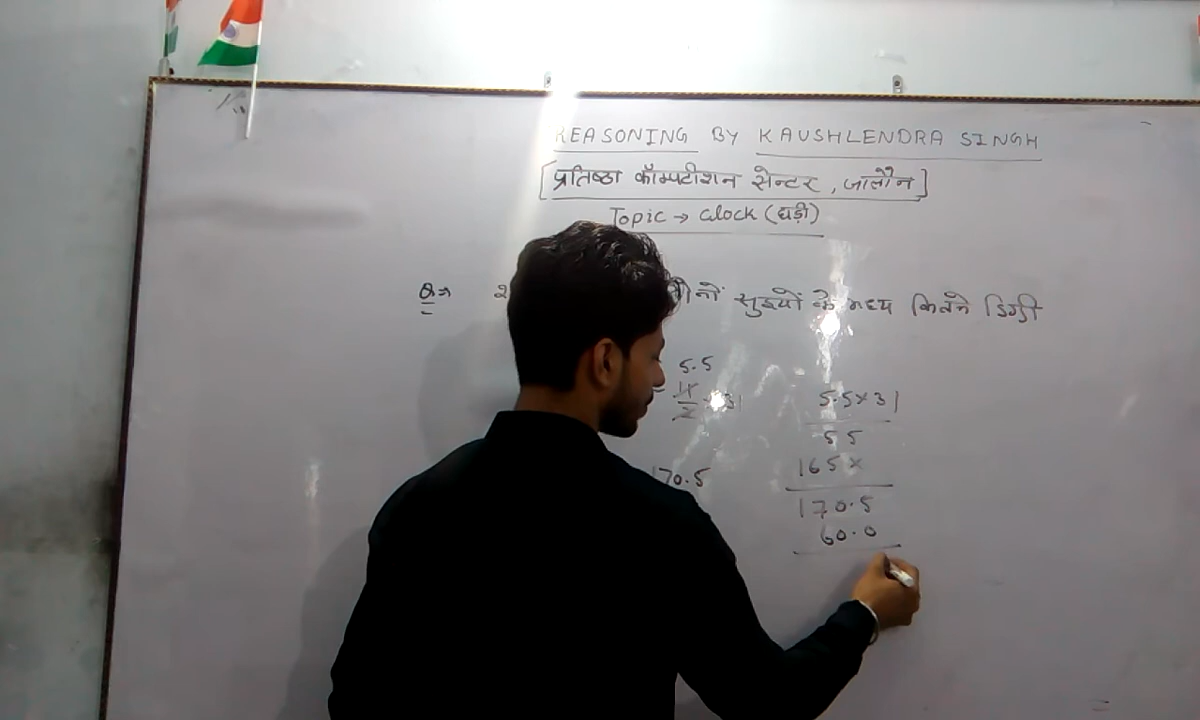 REASONING BY KAUSHLENDRA SINGH
[प्रतिष्ठा कॉम्पटीशन सेन्टर, जालौन]
Topic → Clock (घड़ी)
Q⇒ 2 सुइयों के मध्य कितने डिग्री
5.5
= 11/2 × 31
170.5
5.5×31
55
165×
170.5
60.0